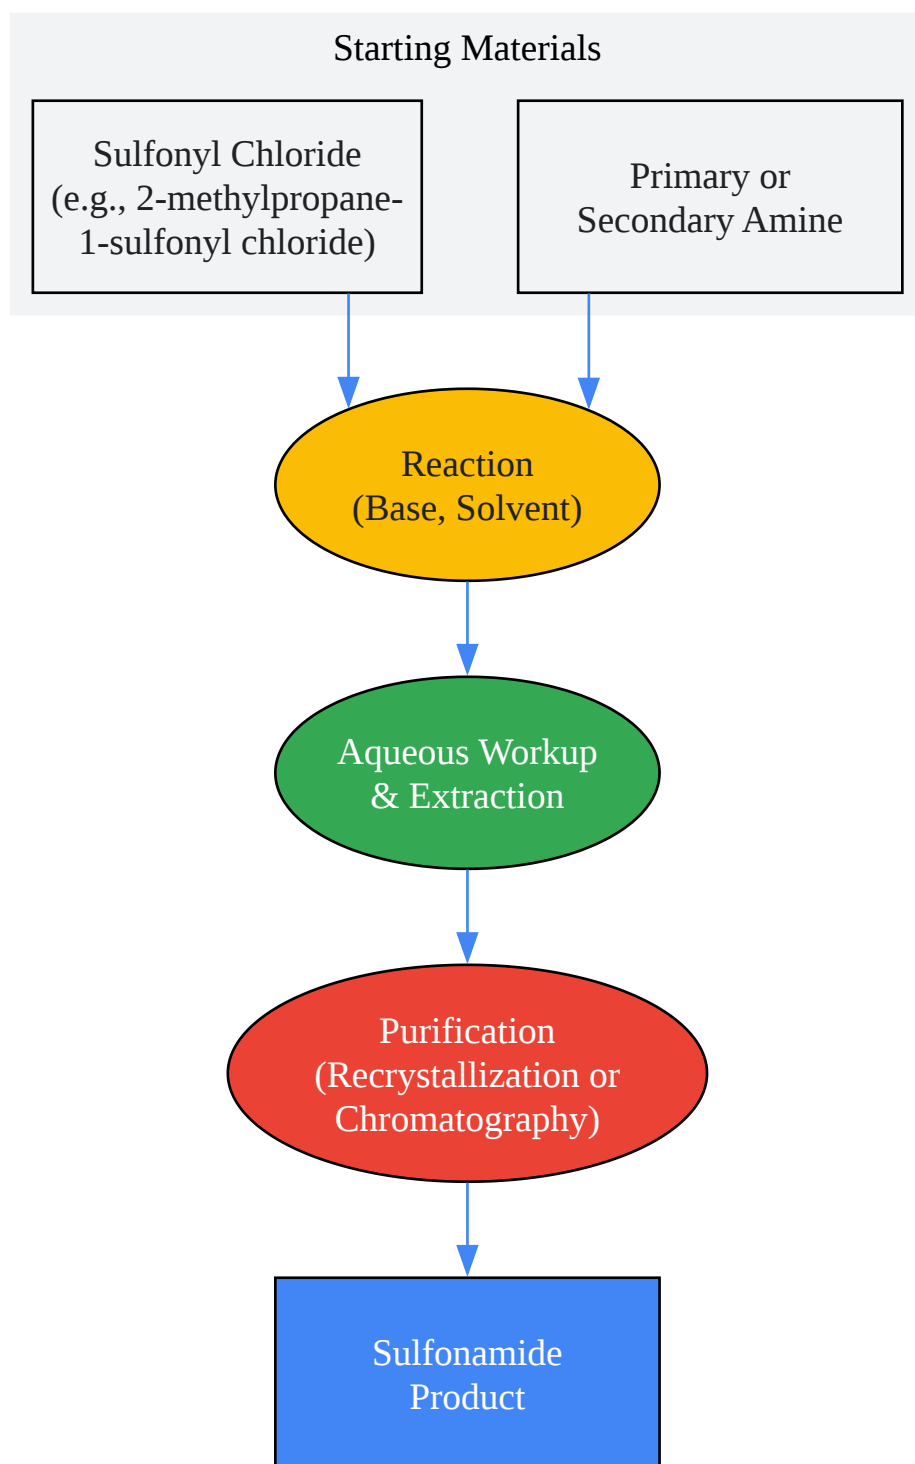 Starting Materials
Sulfonyl Chloride
(e.g., 2-methylpropane-
1-sulfonyl chloride)
Primary or
Secondary Amine
Reaction
(Base, Solvent)
Aqueous Workup
& Extraction
Purification
(Recrystallization or
Chromatography)
Sulfonamide
Product